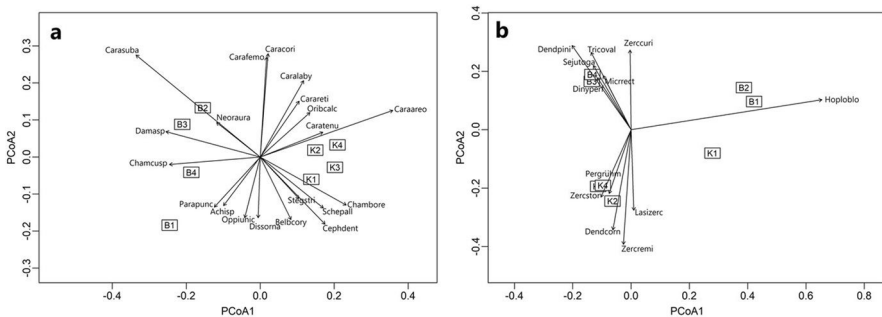 a
Carasuba
Caracori
Carafemo
Caralaby
Carareti
Oribcalc
Caraareo
B2
Neoraura
Caratenu
B3
Damasp
K4
K2
Chamcusp
K3
B4
K1
Stegstri
Chambore
Parapunc
Achisp
Schepall
Oppiunic
Belbcory
B1
Dissorna
Cephdent
PCoA2
0.3
0.2
0.1
0.0
-0.1
-0.2
-0.3
-0.4
-0.2
0.0
0.2
0.4
PCoA1
b
Dendpini
Tricoval
Zerccuri
Sejutoga
B4
B3
Micrrect
Dinyperf
B2
B1
Hoploblo
K1
Pergrühm
K4
Zercston
K2
Lasizerc
Dendcorn
Zercremi
PCoA2
0.4
0.2
0.0
-0.2
-0.4
-0.4
-0.2
0.0
0.2
0.4
0.6
0.8
PCoA1